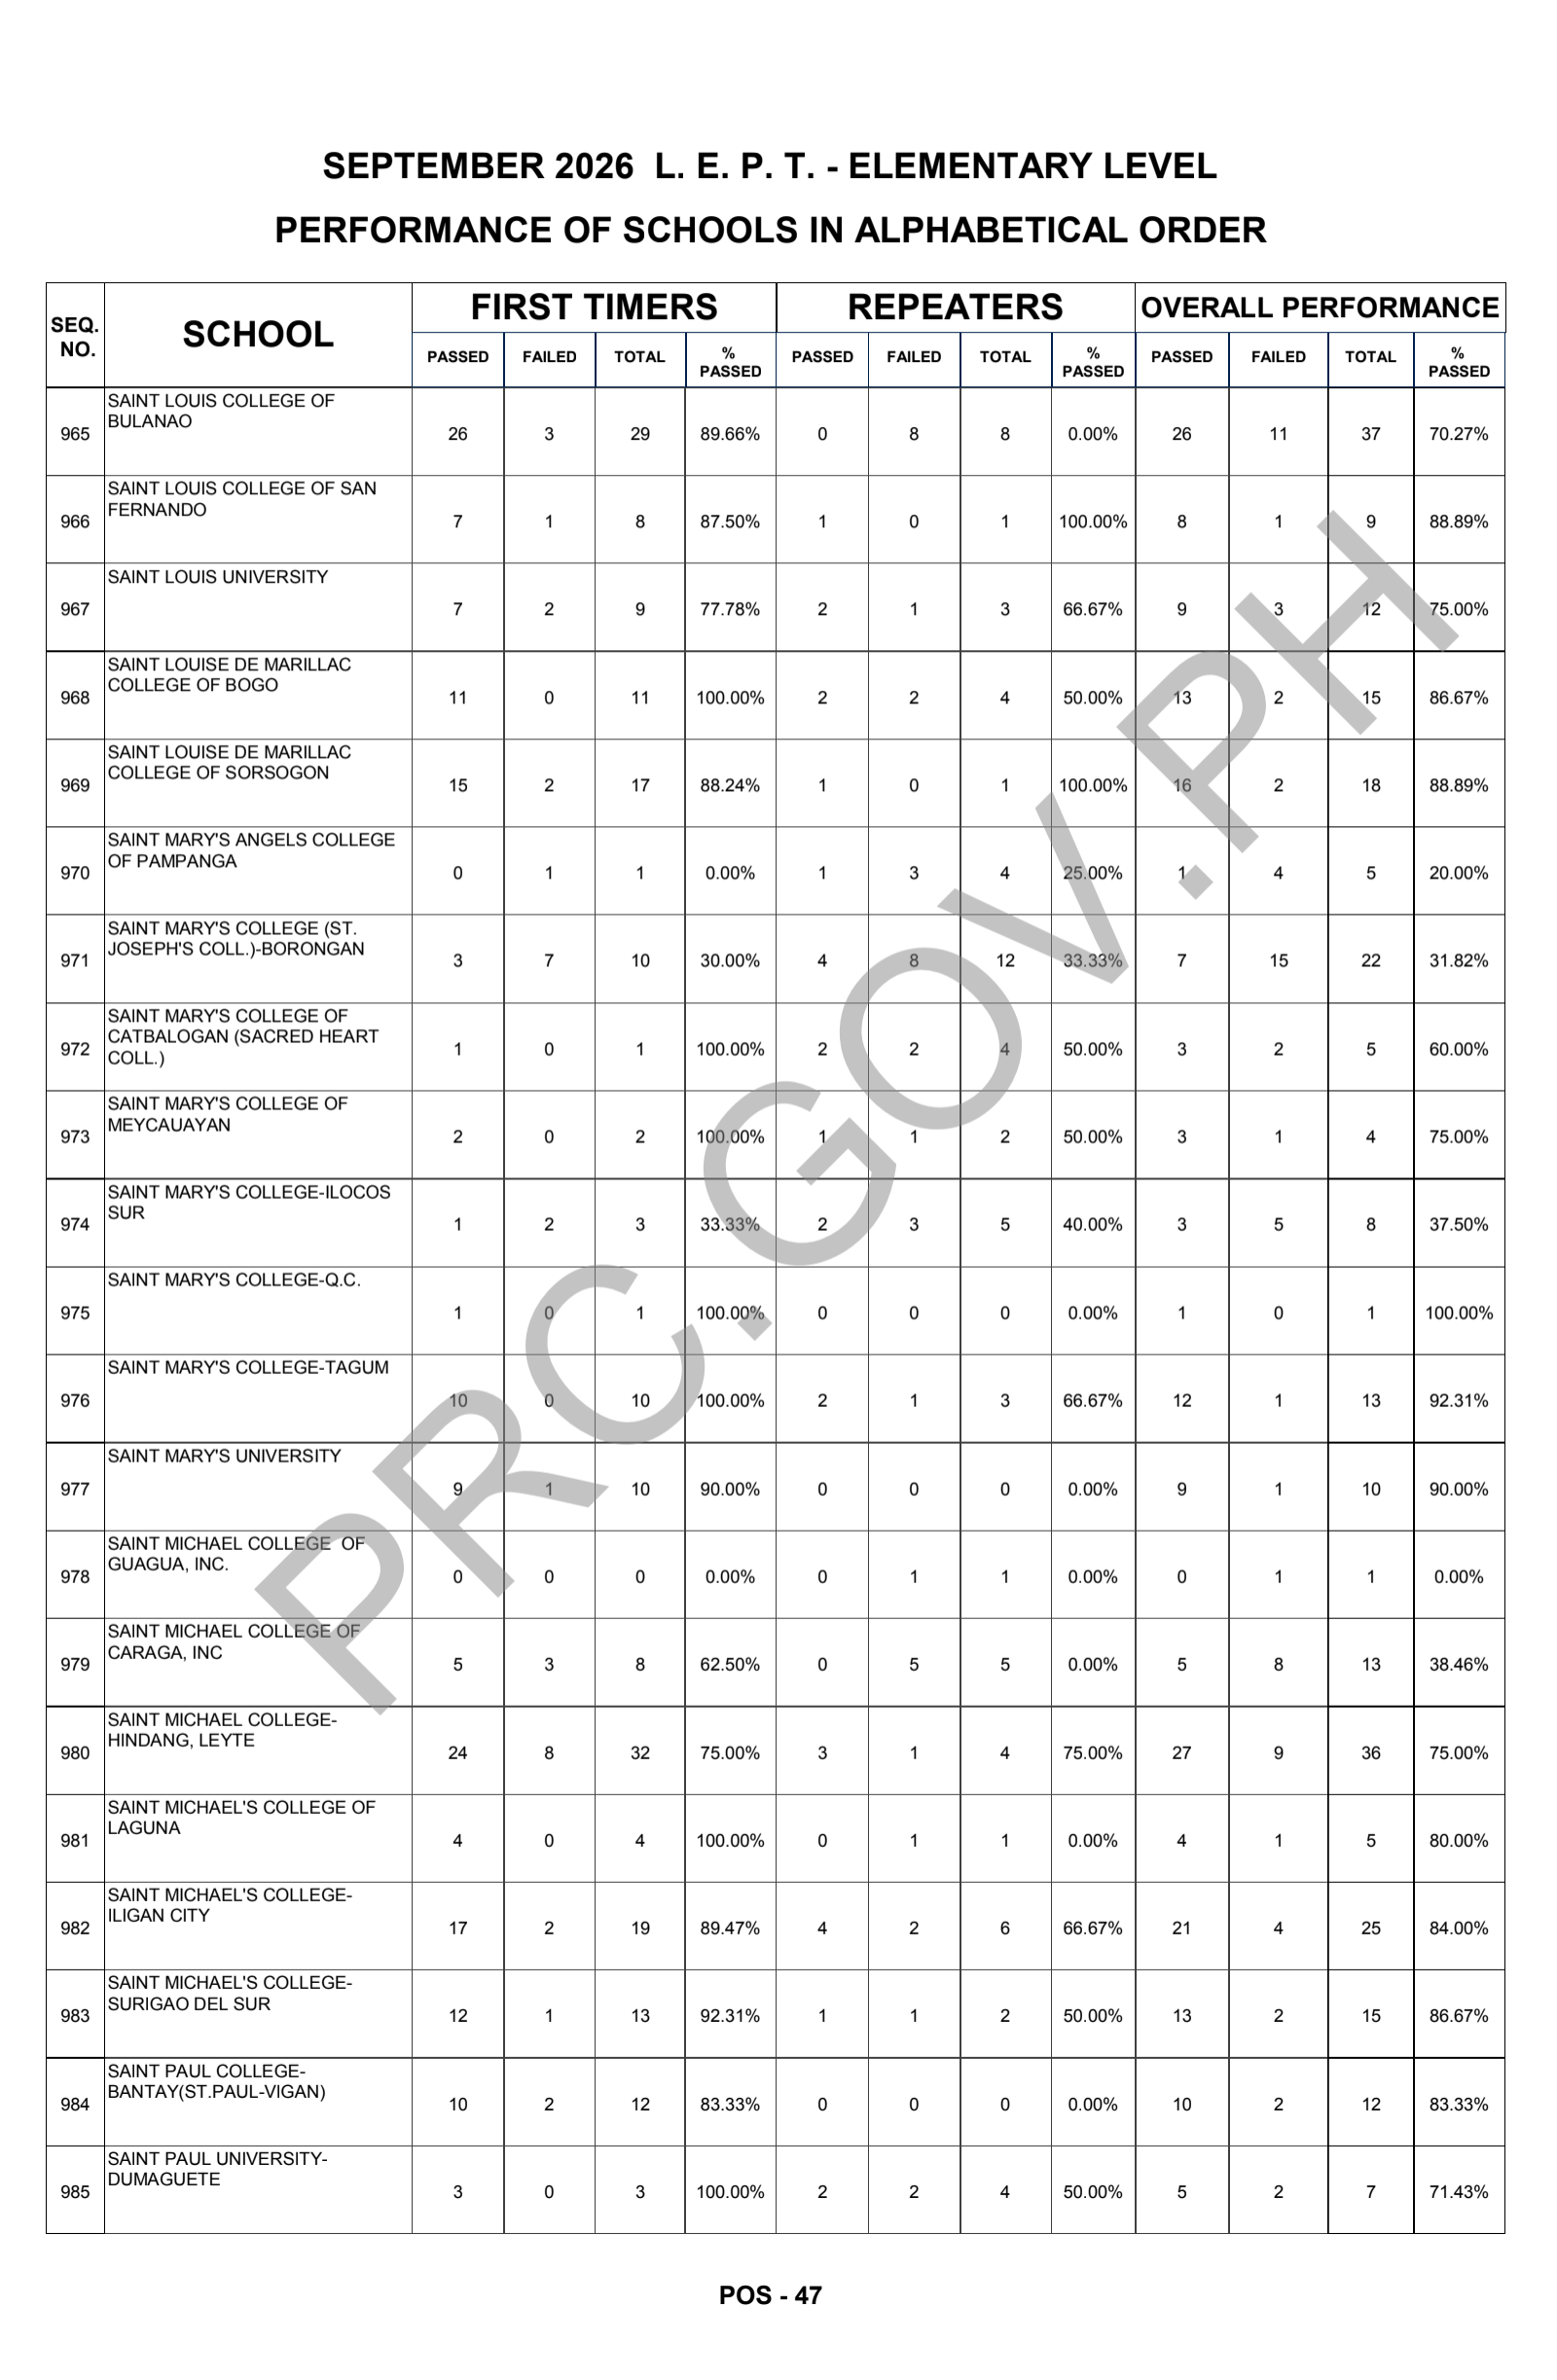 SEPTEMBER 2026 L. E. P. T. - ELEMENTARY LEVEL
PERFORMANCE OF SCHOOLS IN ALPHABETICAL ORDER
SEQ. NO. SCHOOL FIRST TIMERS REPEATERS OVERALL PERFORMANCE
PASSED FAILED TOTAL % PASSED PASSED FAILED TOTAL % PASSED PASSED FAILED TOTAL % PASSED
965 SAINT LOUIS COLLEGE OF BULANAO 26 3 29 89.66% 0 8 8 0.00% 26 11 37 70.27%
966 SAINT LOUIS COLLEGE OF SAN FERNANDO 7 1 8 87.50% 1 0 1 100.00% 8 1 9 88.89%
967 SAINT LOUIS UNIVERSITY 7 2 9 77.78% 2 1 3 66.67% 9 3 12 75.00%
968 SAINT LOUISE DE MARILLAC COLLEGE OF BOGO 11 0 11 100.00% 2 2 4 50.00% 13 2 15 86.67%
969 SAINT LOUISE DE MARILLAC COLLEGE OF SORSOGON 15 2 17 88.24% 1 0 1 100.00% 16 2 18 88.89%
970 SAINT MARY'S ANGELS COLLEGE OF PAMPANGA 0 1 1 0.00% 1 3 4 25.00% 1 4 5 20.00%
971 SAINT MARY'S COLLEGE (ST. JOSEPH'S COLL.)-BORONGAN 3 7 10 30.00% 4 8 12 33.33% 7 15 22 31.82%
972 SAINT MARY'S COLLEGE OF CATBALOGAN (SACRED HEART COLL.) 1 0 1 100.00% 2 2 4 50.00% 3 2 5 60.00%
973 SAINT MARY'S COLLEGE OF MEYCAUAYAN 2 0 2 100.00% 1 1 2 50.00% 3 1 4 75.00%
974 SAINT MARY'S COLLEGE-ILOCOS SUR 1 2 3 33.33% 2 3 5 40.00% 3 5 8 37.50%
975 SAINT MARY'S COLLEGE-Q.C. 1 0 1 100.00% 0 0 0 0.00% 1 0 1 100.00%
976 SAINT MARY'S COLLEGE-TAGUM 10 0 10 100.00% 2 1 3 66.67% 12 1 13 92.31%
977 SAINT MARY'S UNIVERSITY 9 1 10 90.00% 0 0 0 0.00% 9 1 10 90.00%
978 SAINT MICHAEL COLLEGE OF GUAGUA, INC. 0 0 0 0.00% 0 1 1 0.00% 0 1 1 0.00%
979 SAINT MICHAEL COLLEGE OF CARAGA, INC 5 3 8 62.50% 0 5 5 0.00% 5 8 13 38.46%
980 SAINT MICHAEL COLLEGE-HINDANG, LEYTE 24 8 32 75.00% 3 1 4 75.00% 27 9 36 75.00%
981 SAINT MICHAEL'S COLLEGE OF LAGUNA 4 0 4 100.00% 0 1 1 0.00% 4 1 5 80.00%
982 SAINT MICHAEL'S COLLEGE-ILIGAN CITY 17 2 19 89.47% 4 2 6 66.67% 21 4 25 84.00%
983 SAINT MICHAEL'S COLLEGE-SURIGAO DEL SUR 12 1 13 92.31% 1 1 2 50.00% 13 2 15 86.67%
984 SAINT PAUL COLLEGE-BANTAY(ST.PAUL-VIGAN) 10 2 12 83.33% 0 0 0 0.00% 10 2 12 83.33%
985 SAINT PAUL UNIVERSITY-DUMAGUETE 3 0 3 100.00% 2 2 4 50.00% 5 2 7 71.43%
PRC.GOV.PH
POS - 47